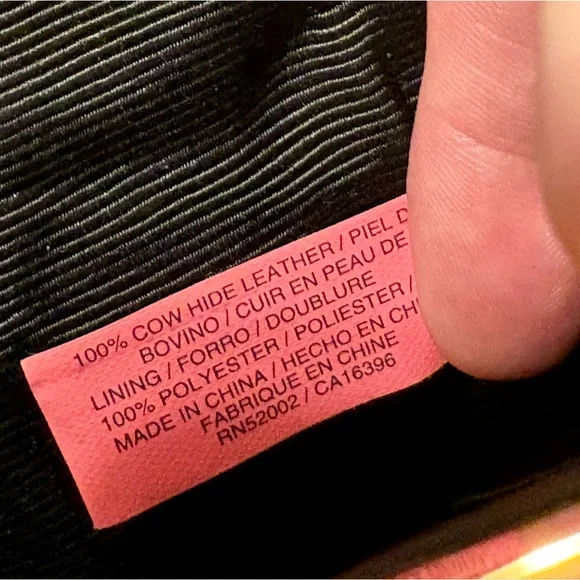 100% COW HIDE LEATHER / PIEL D
BOVINO / CUIR EN PEAU DE
LINING / FORRO / DOUBLURE
100% POLYESTER / POLIESTER /
MADE IN CHINA / HECHO EN CHI
FABRIQUE EN CHINE
RN52002 / CA16396